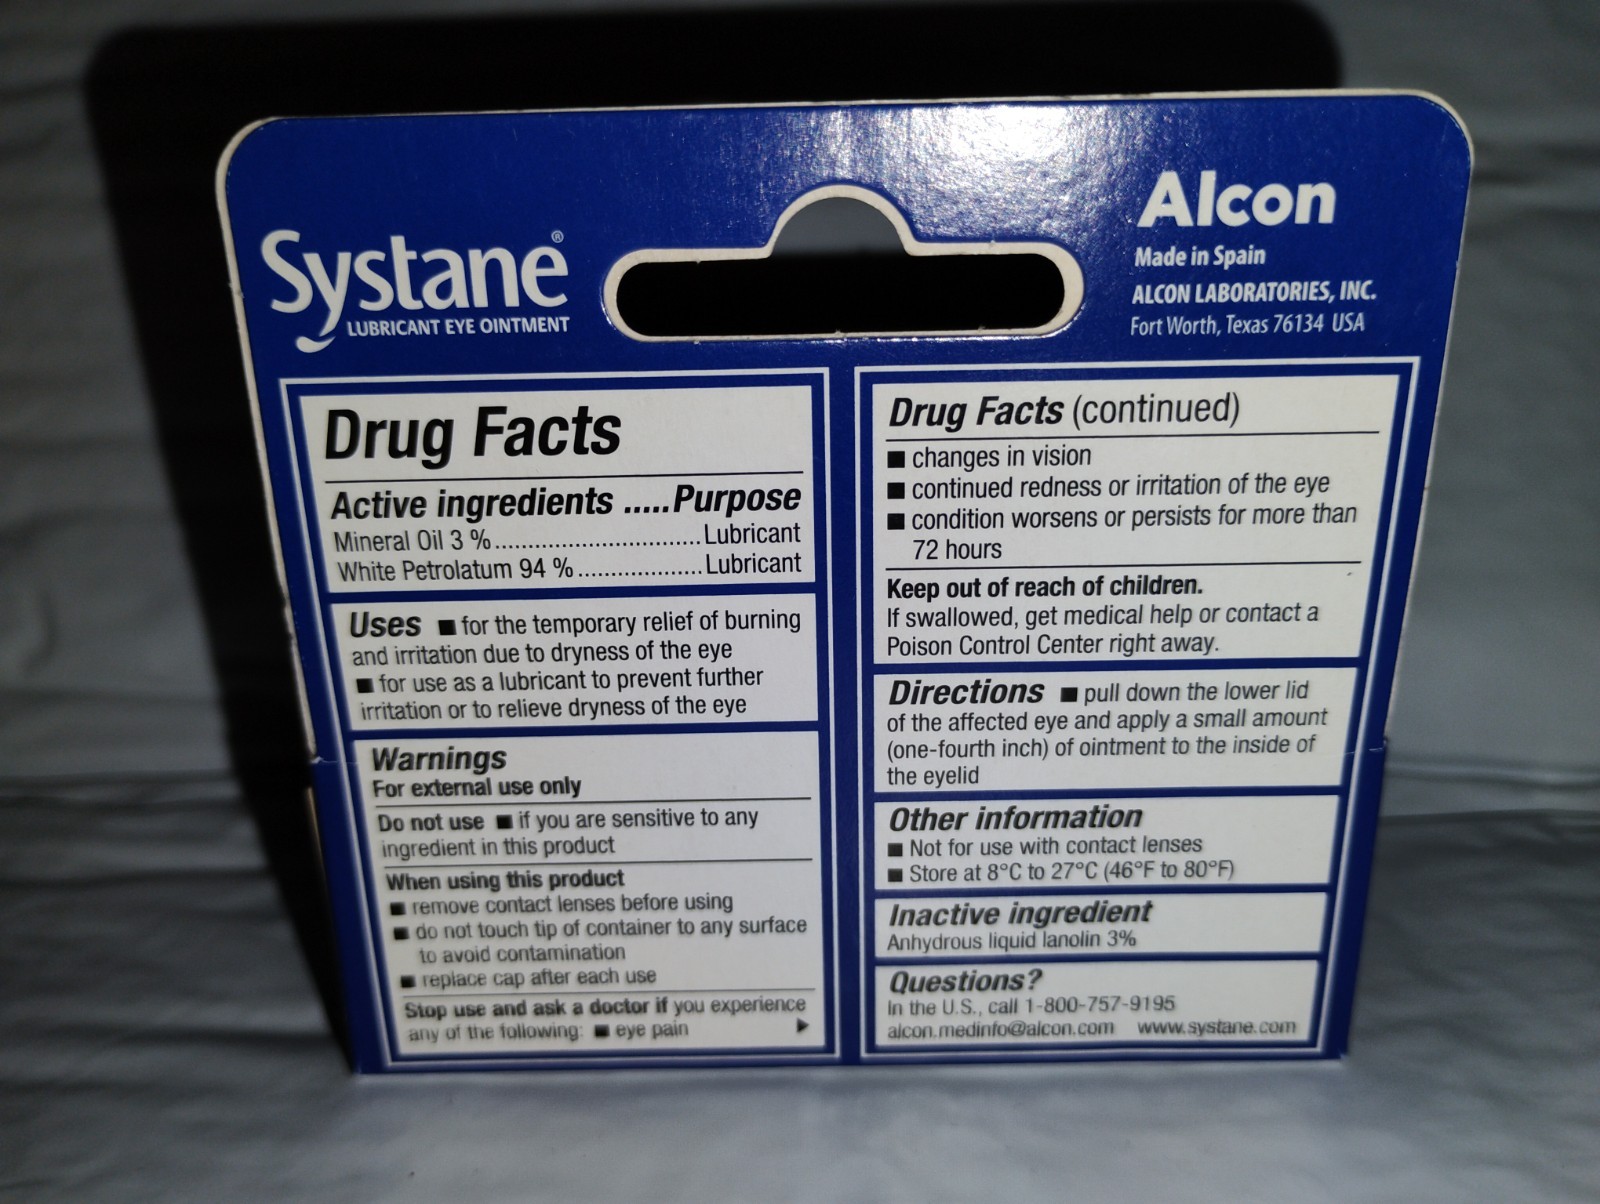 Systane®
LUBRICANT EYE OINTMENT
Alcon
Made in Spain
ALCON LABORATORIES, INC.
Fort Worth, Texas 76134 USA
Drug Facts
Active ingredients .....Purpose
Mineral Oil 3 %...............................Lubricant
White Petrolatum 94 %...................Lubricant
Uses ■ for the temporary relief of burning
and irritation due to dryness of the eye
■ for use as a lubricant to prevent further
irritation or to relieve dryness of the eye
Warnings
For external use only
Do not use ■ if you are sensitive to any
ingredient in this product
When using this product
■ remove contact lenses before using
■ do not touch tip of container to any surface
to avoid contamination
■ replace cap after each use
Stop use and ask a doctor if you experience
any of the following: ■ eye pain ▶
Drug Facts (continued)
■ changes in vision
■ continued redness or irritation of the eye
■ condition worsens or persists for more than
72 hours
Keep out of reach of children.
If swallowed, get medical help or contact a
Poison Control Center right away.
Directions ■ pull down the lower lid
of the affected eye and apply a small amount
(one-fourth inch) of ointment to the inside of
the eyelid
Other information
■ Not for use with contact lenses
■ Store at 8°C to 27°C (46°F to 80°F)
Inactive ingredient
Anhydrous liquid lanolin 3%
Questions?
In the U.S., call 1-800-757-9195
alcon.medinfo@alcon.com www.systane.com